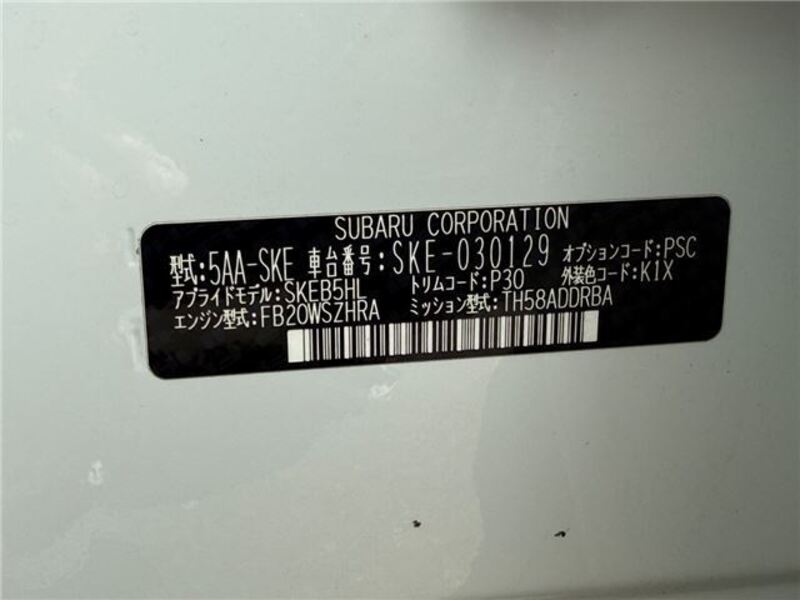 SUBARU CORPORATION
型式:5AA-SKE 車台番号:SKE-030129 オプションコード:PSC
アプライドモデル:SKEB5HL トリムコード:P30 外装色コード:K1X
エンジン型式:FB20WSZHRA ミッション型式:TH58ADDRBA